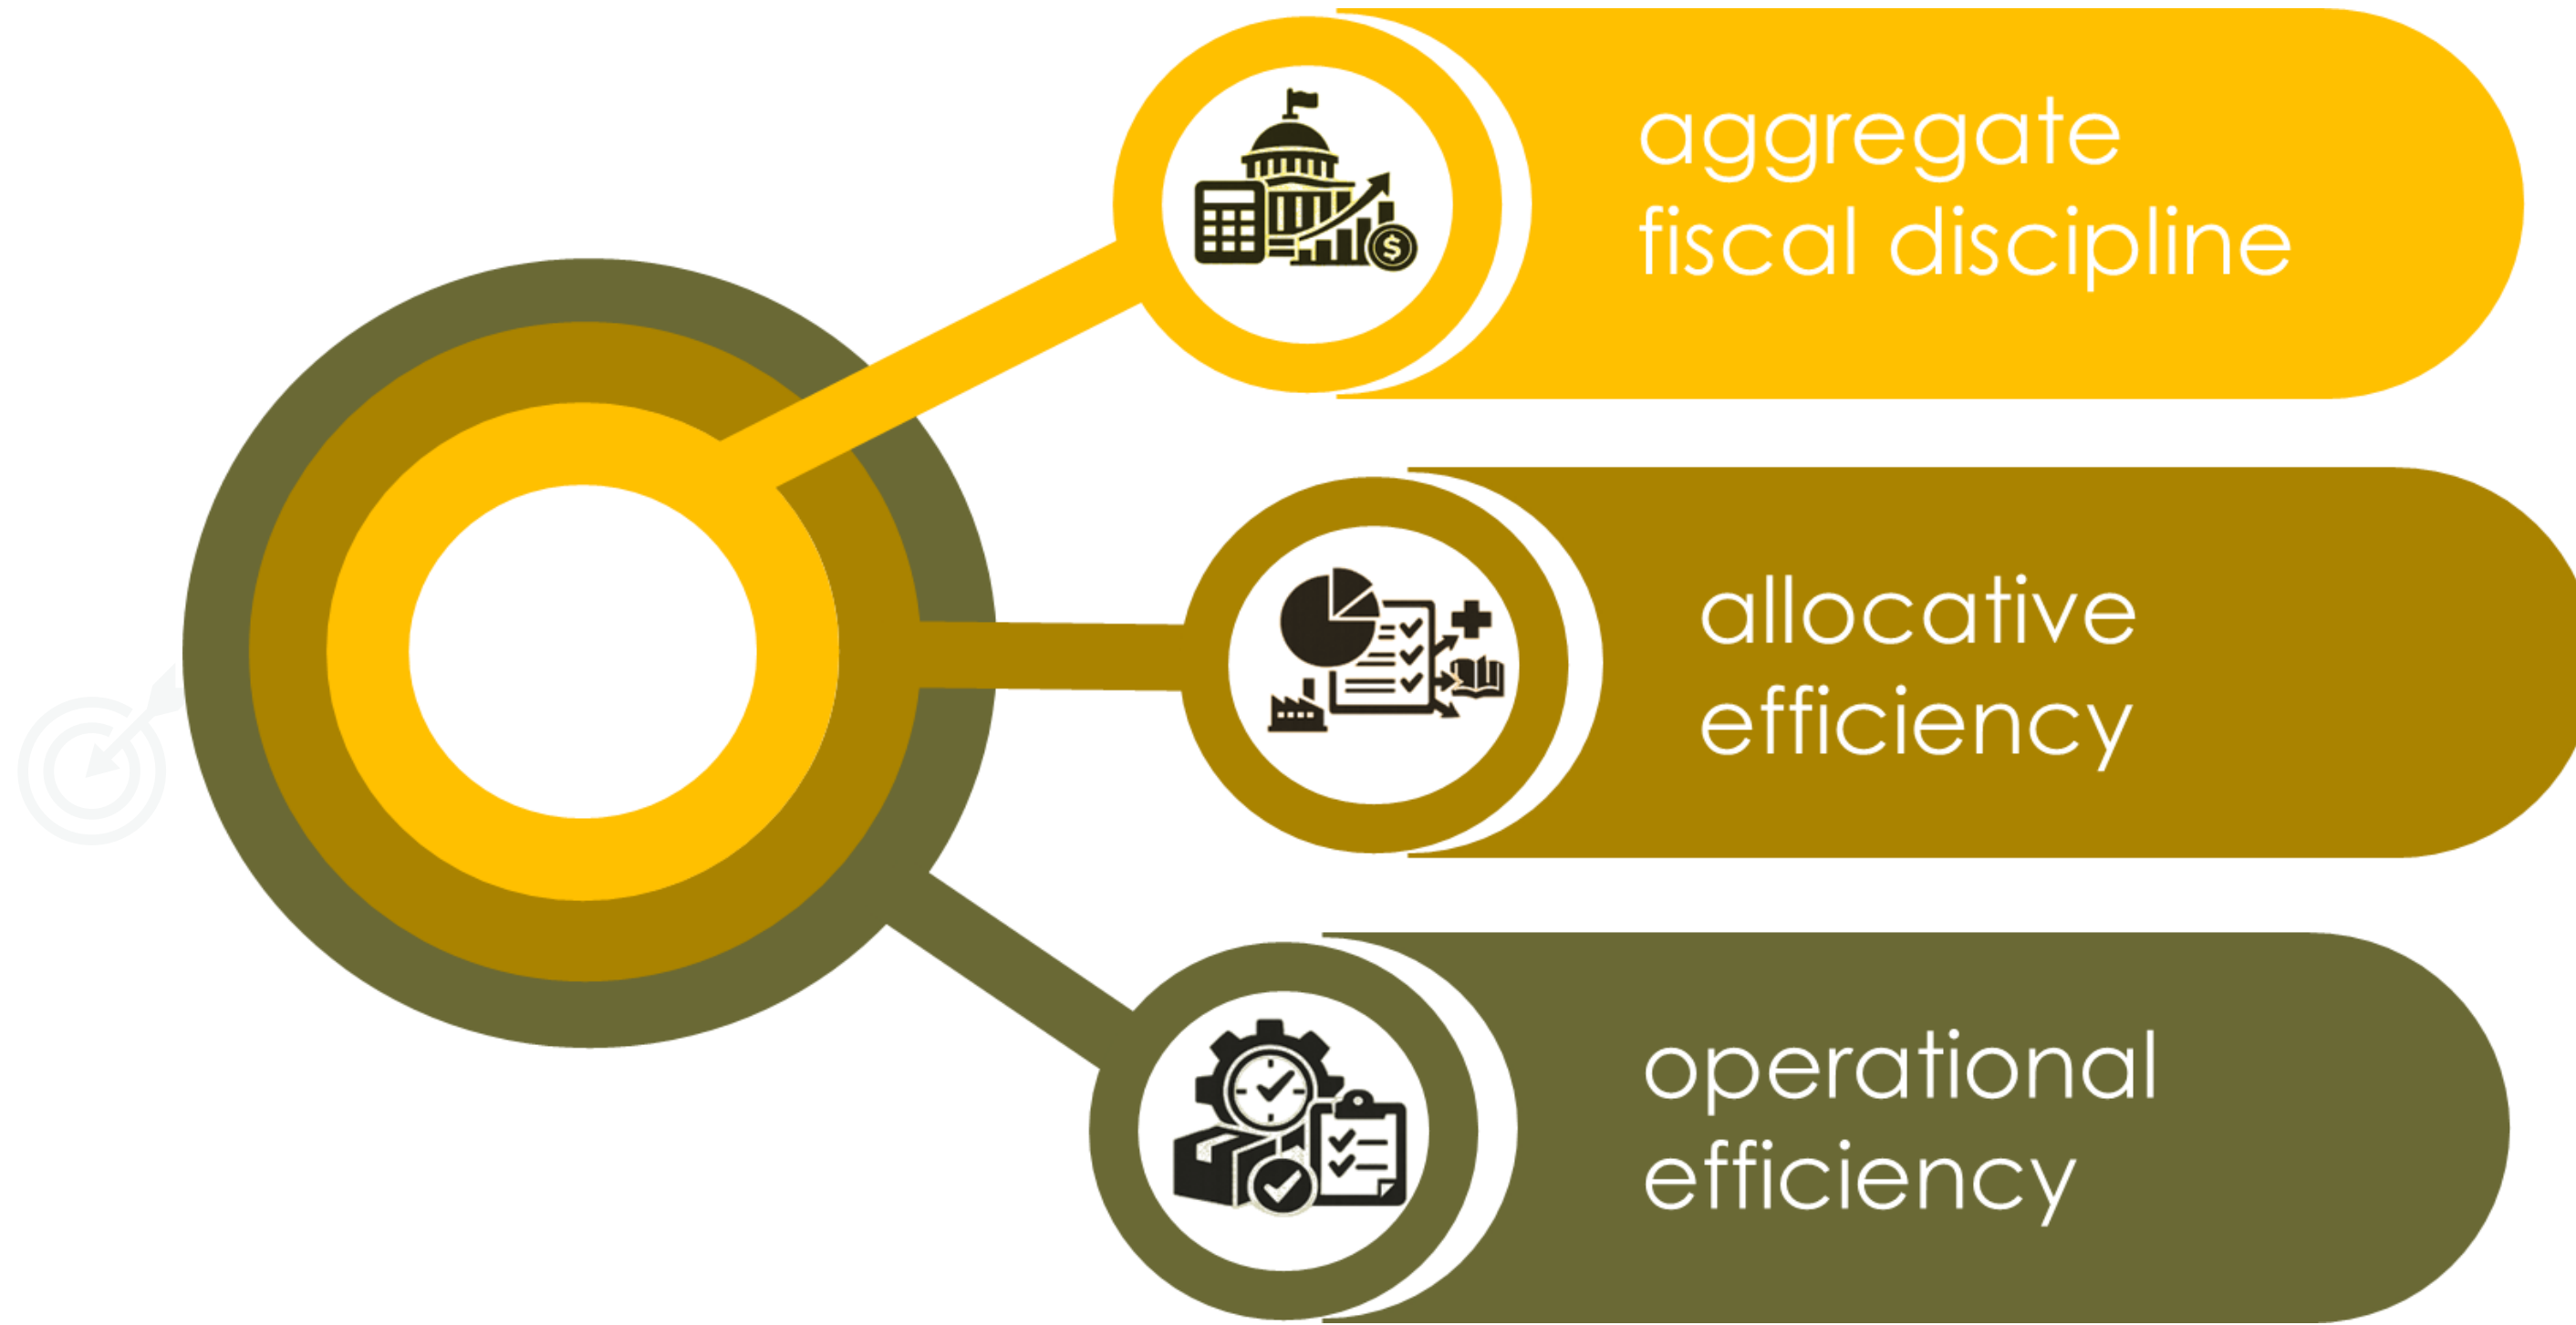 aggregate
fiscal discipline
$
allocative
efficiency
operational
efficiency